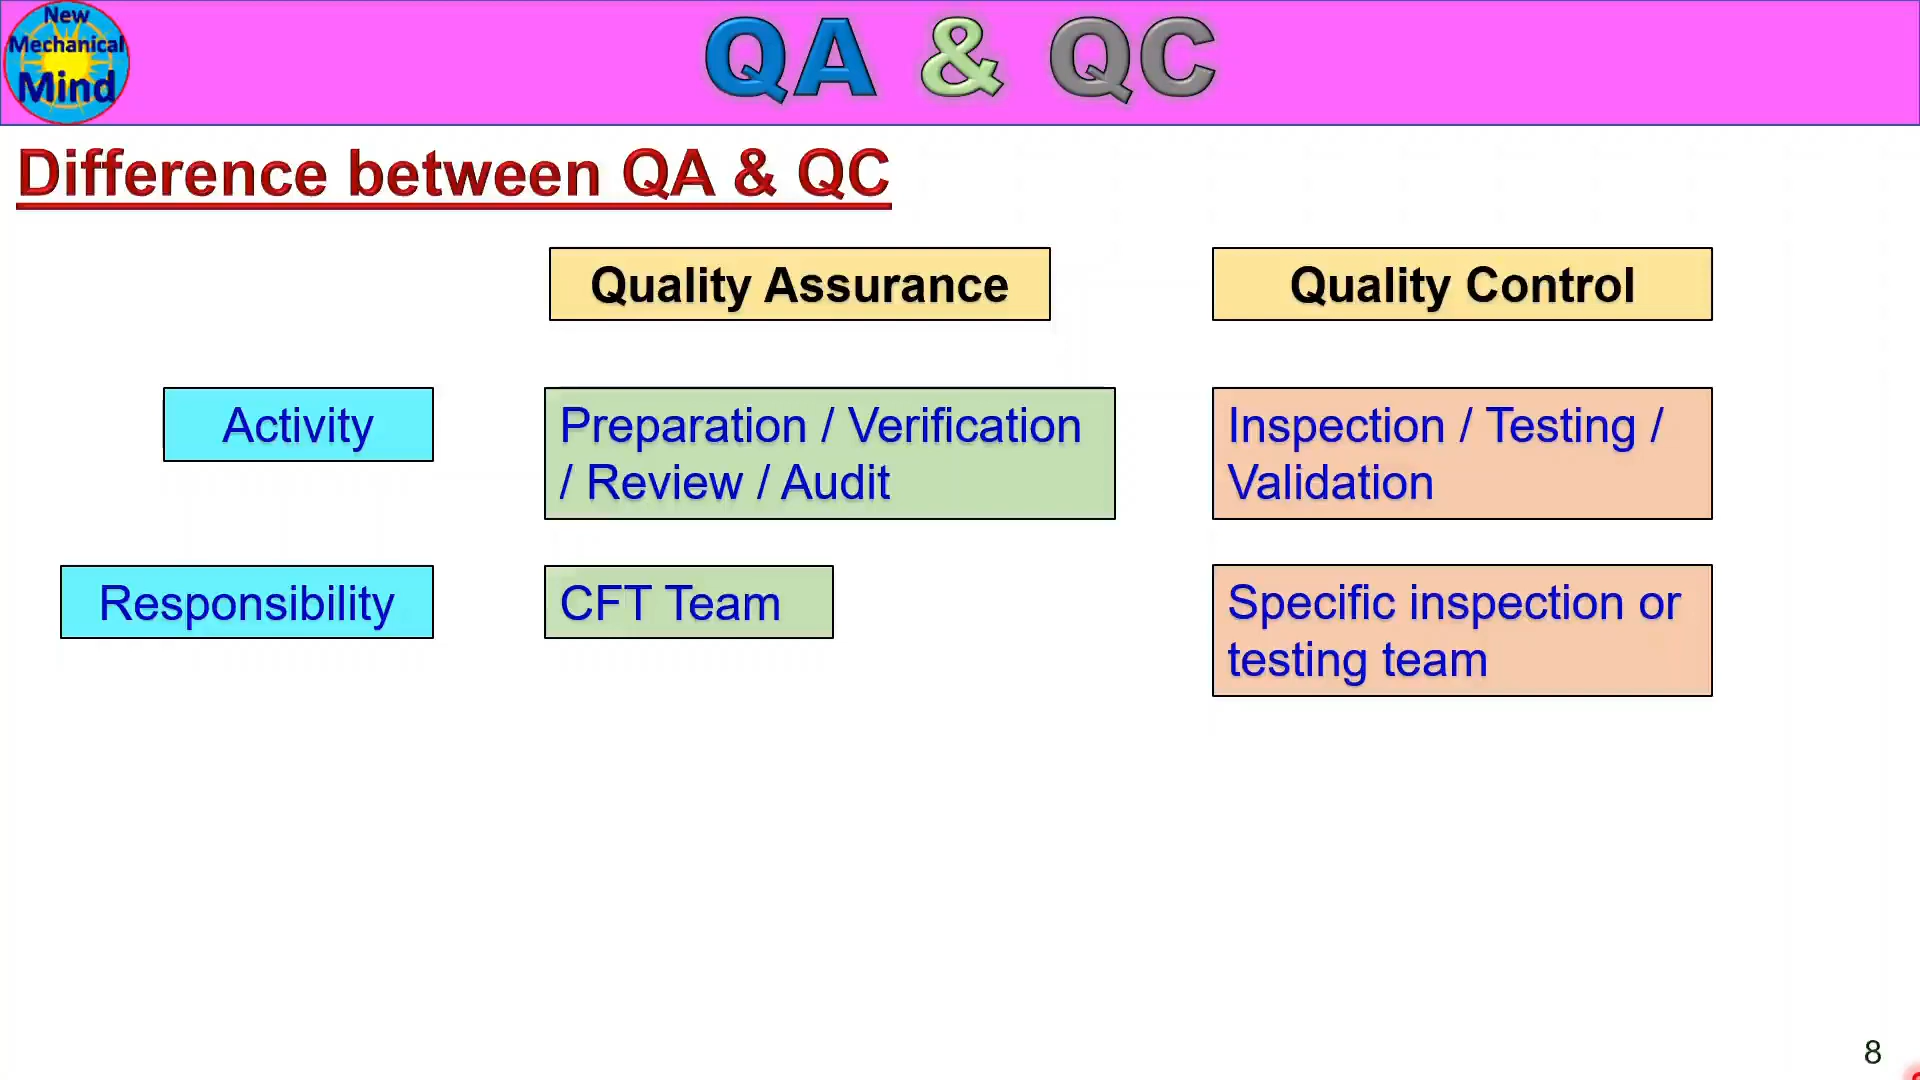 New
Mechanical
Mind
QA & QC
Difference between QA & QC
Quality Assurance
Quality Control
Activity
Preparation / Verification
/ Review / Audit
Inspection / Testing /
Validation
Responsibility
CFT Team
Specific inspection or
testing team
8